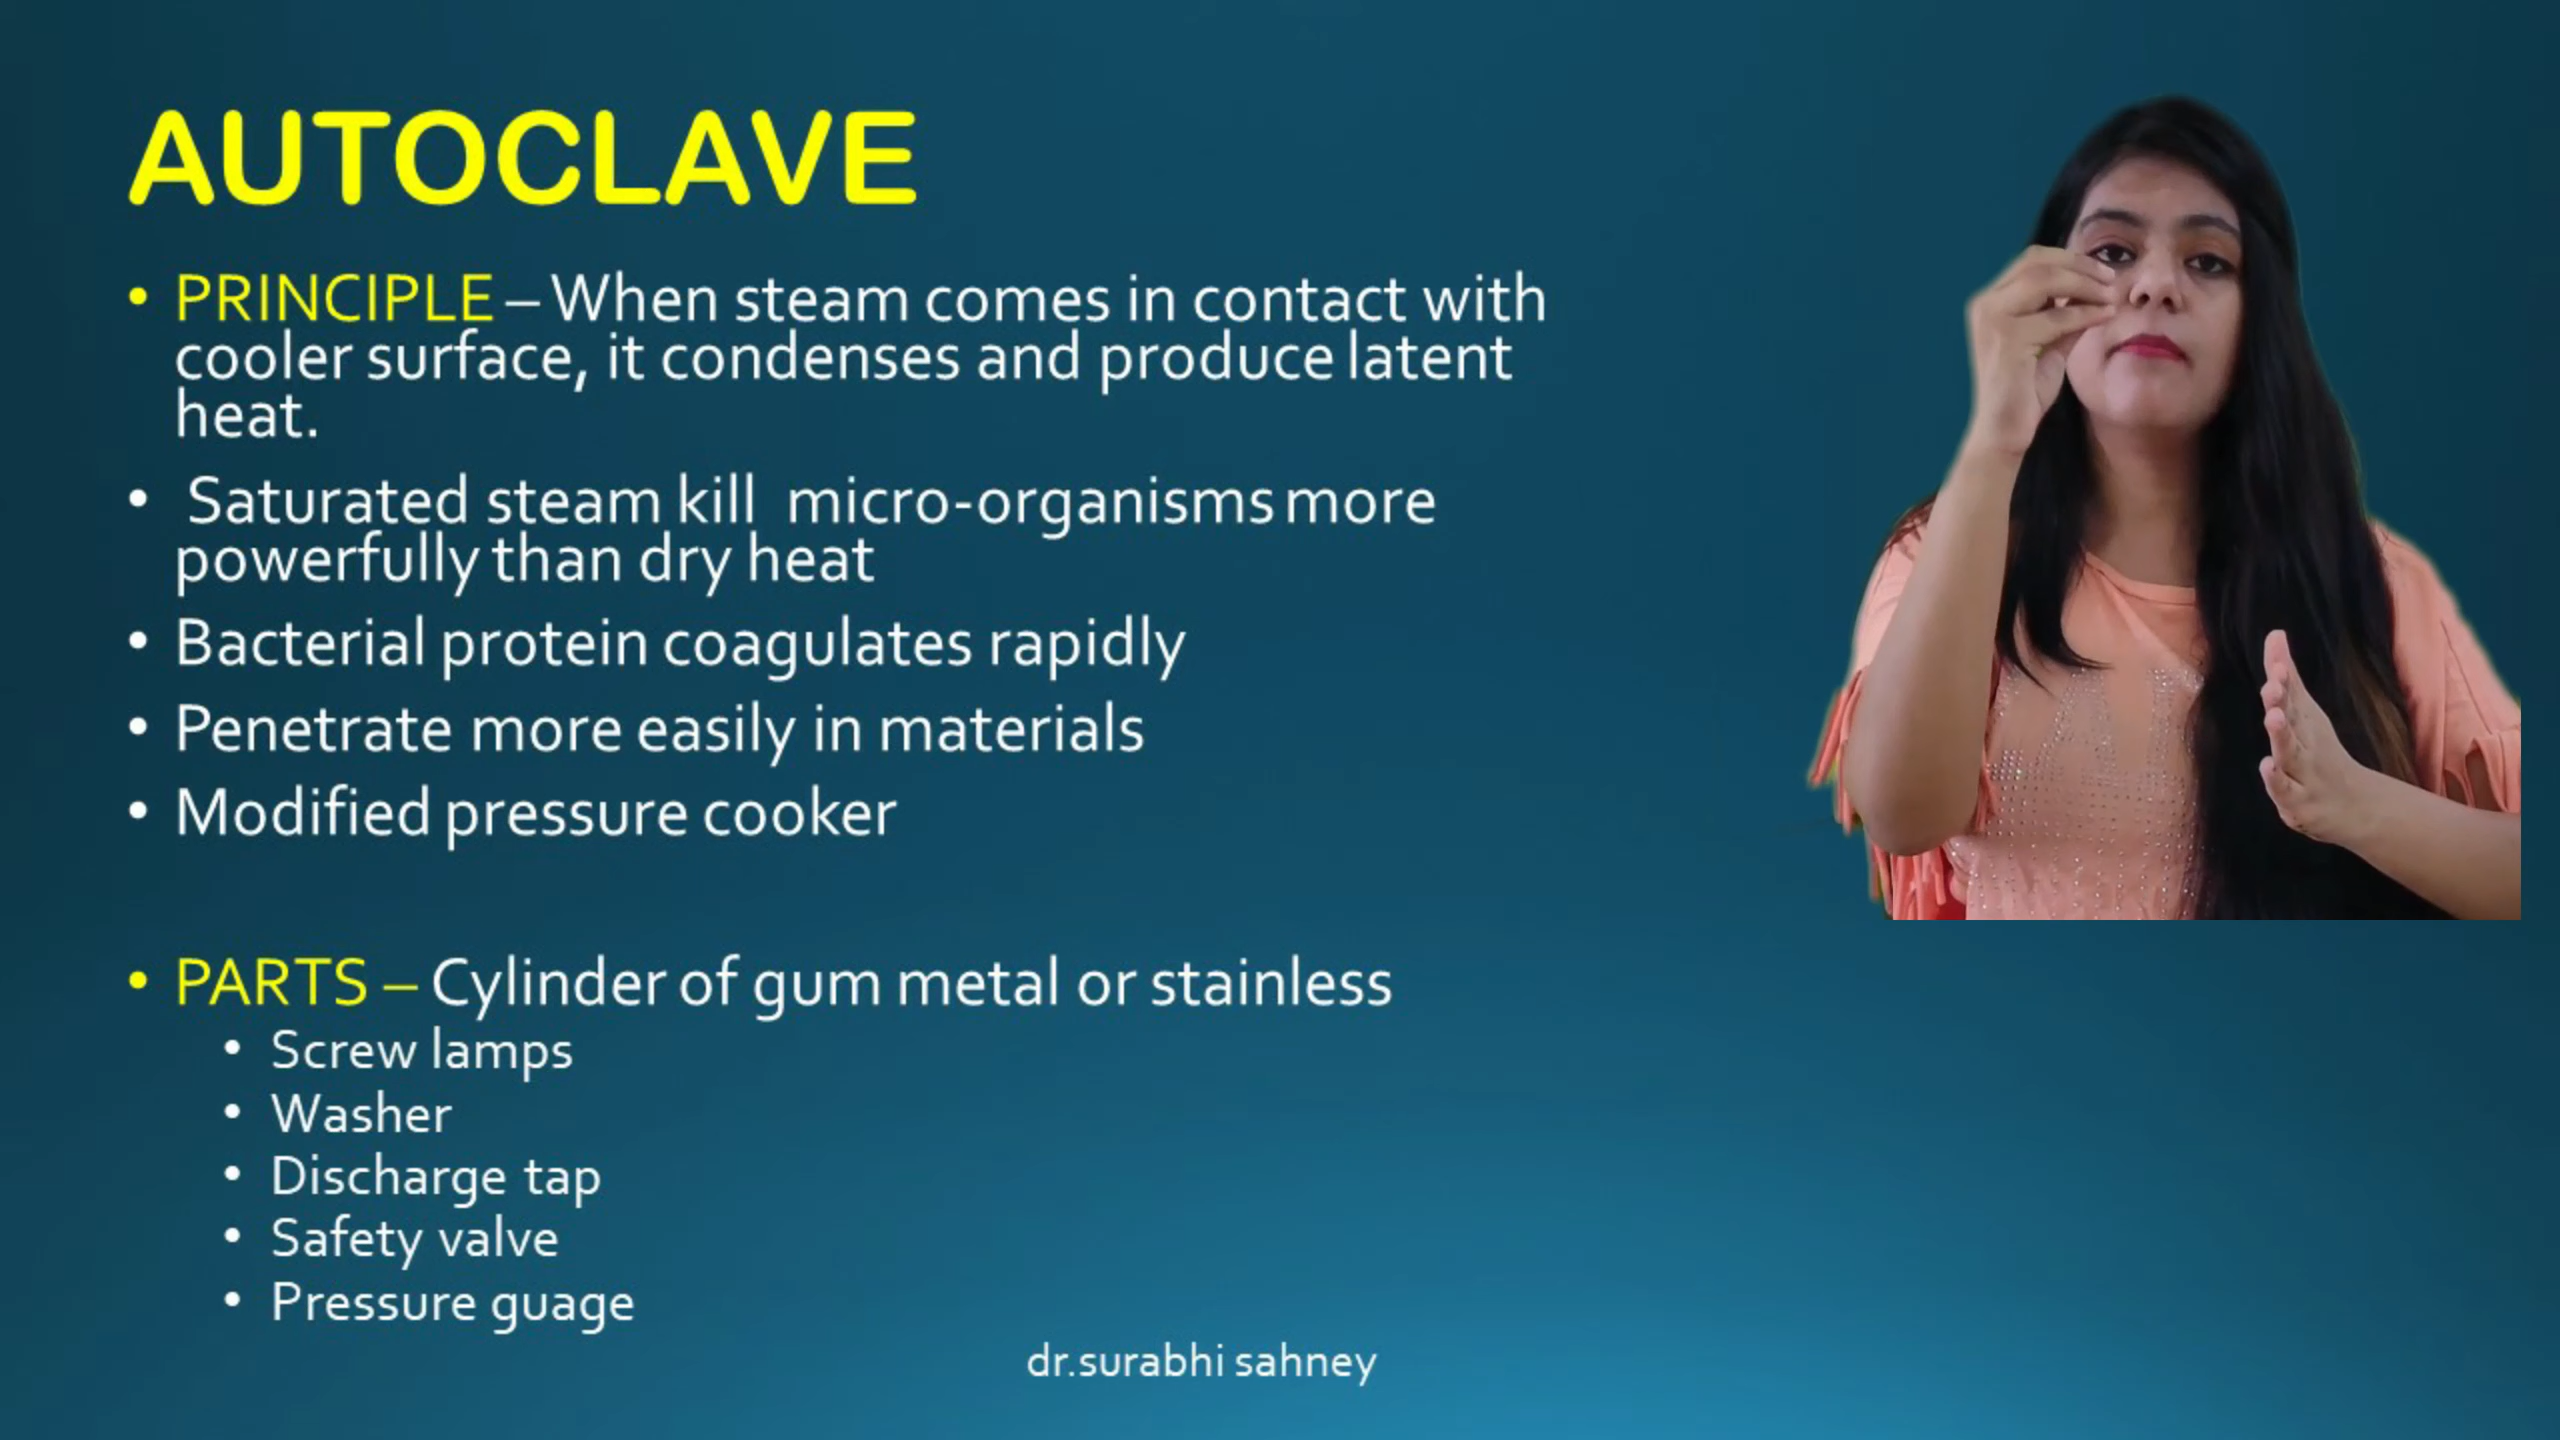 AUTOCLAVE
• PRINCIPLE – When steam comes in contact with
cooler surface, it condenses and produce latent
heat.
• Saturated steam kill micro-organisms more
powerfully than dry heat
• Bacterial protein coagulates rapidly
• Penetrate more easily in materials
• Modified pressure cooker
• PARTS – Cylinder of gum metal or stainless
• Screw lamps
• Washer
• Discharge tap
• Safety valve
• Pressure guage
dr.surabhi sahney